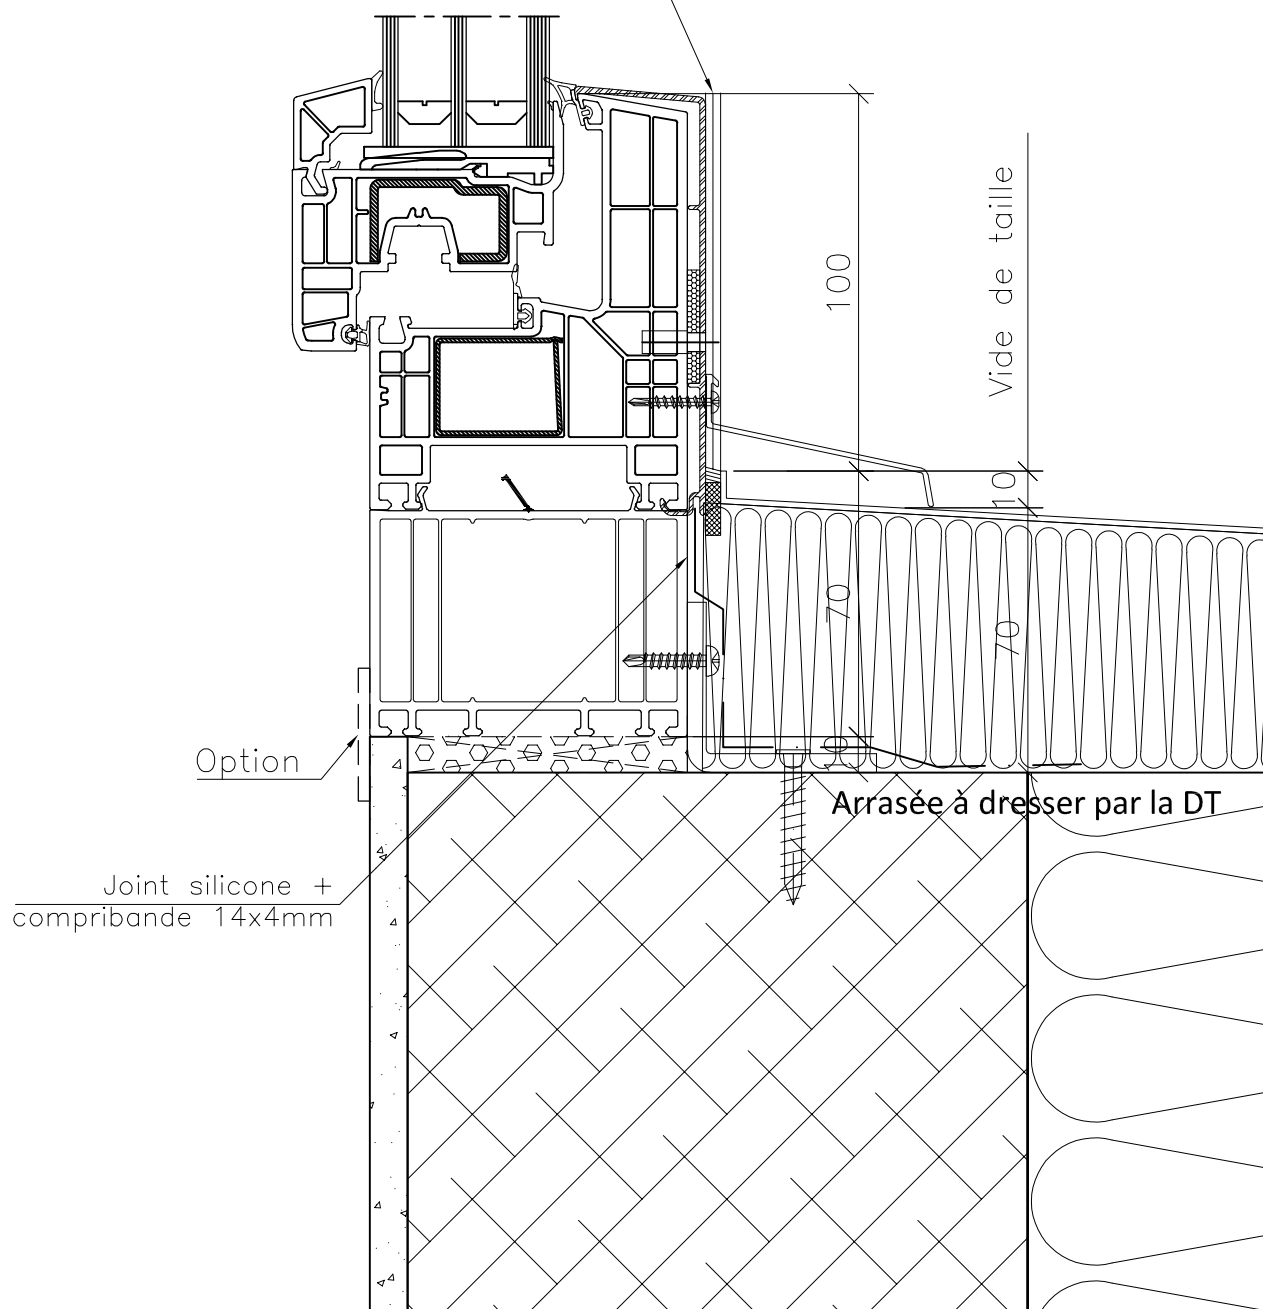 100
Vide de taille
10
70
70
10
Option
Arrasée à dresser par la DT
Joint silicone +
compribande 14x4mm